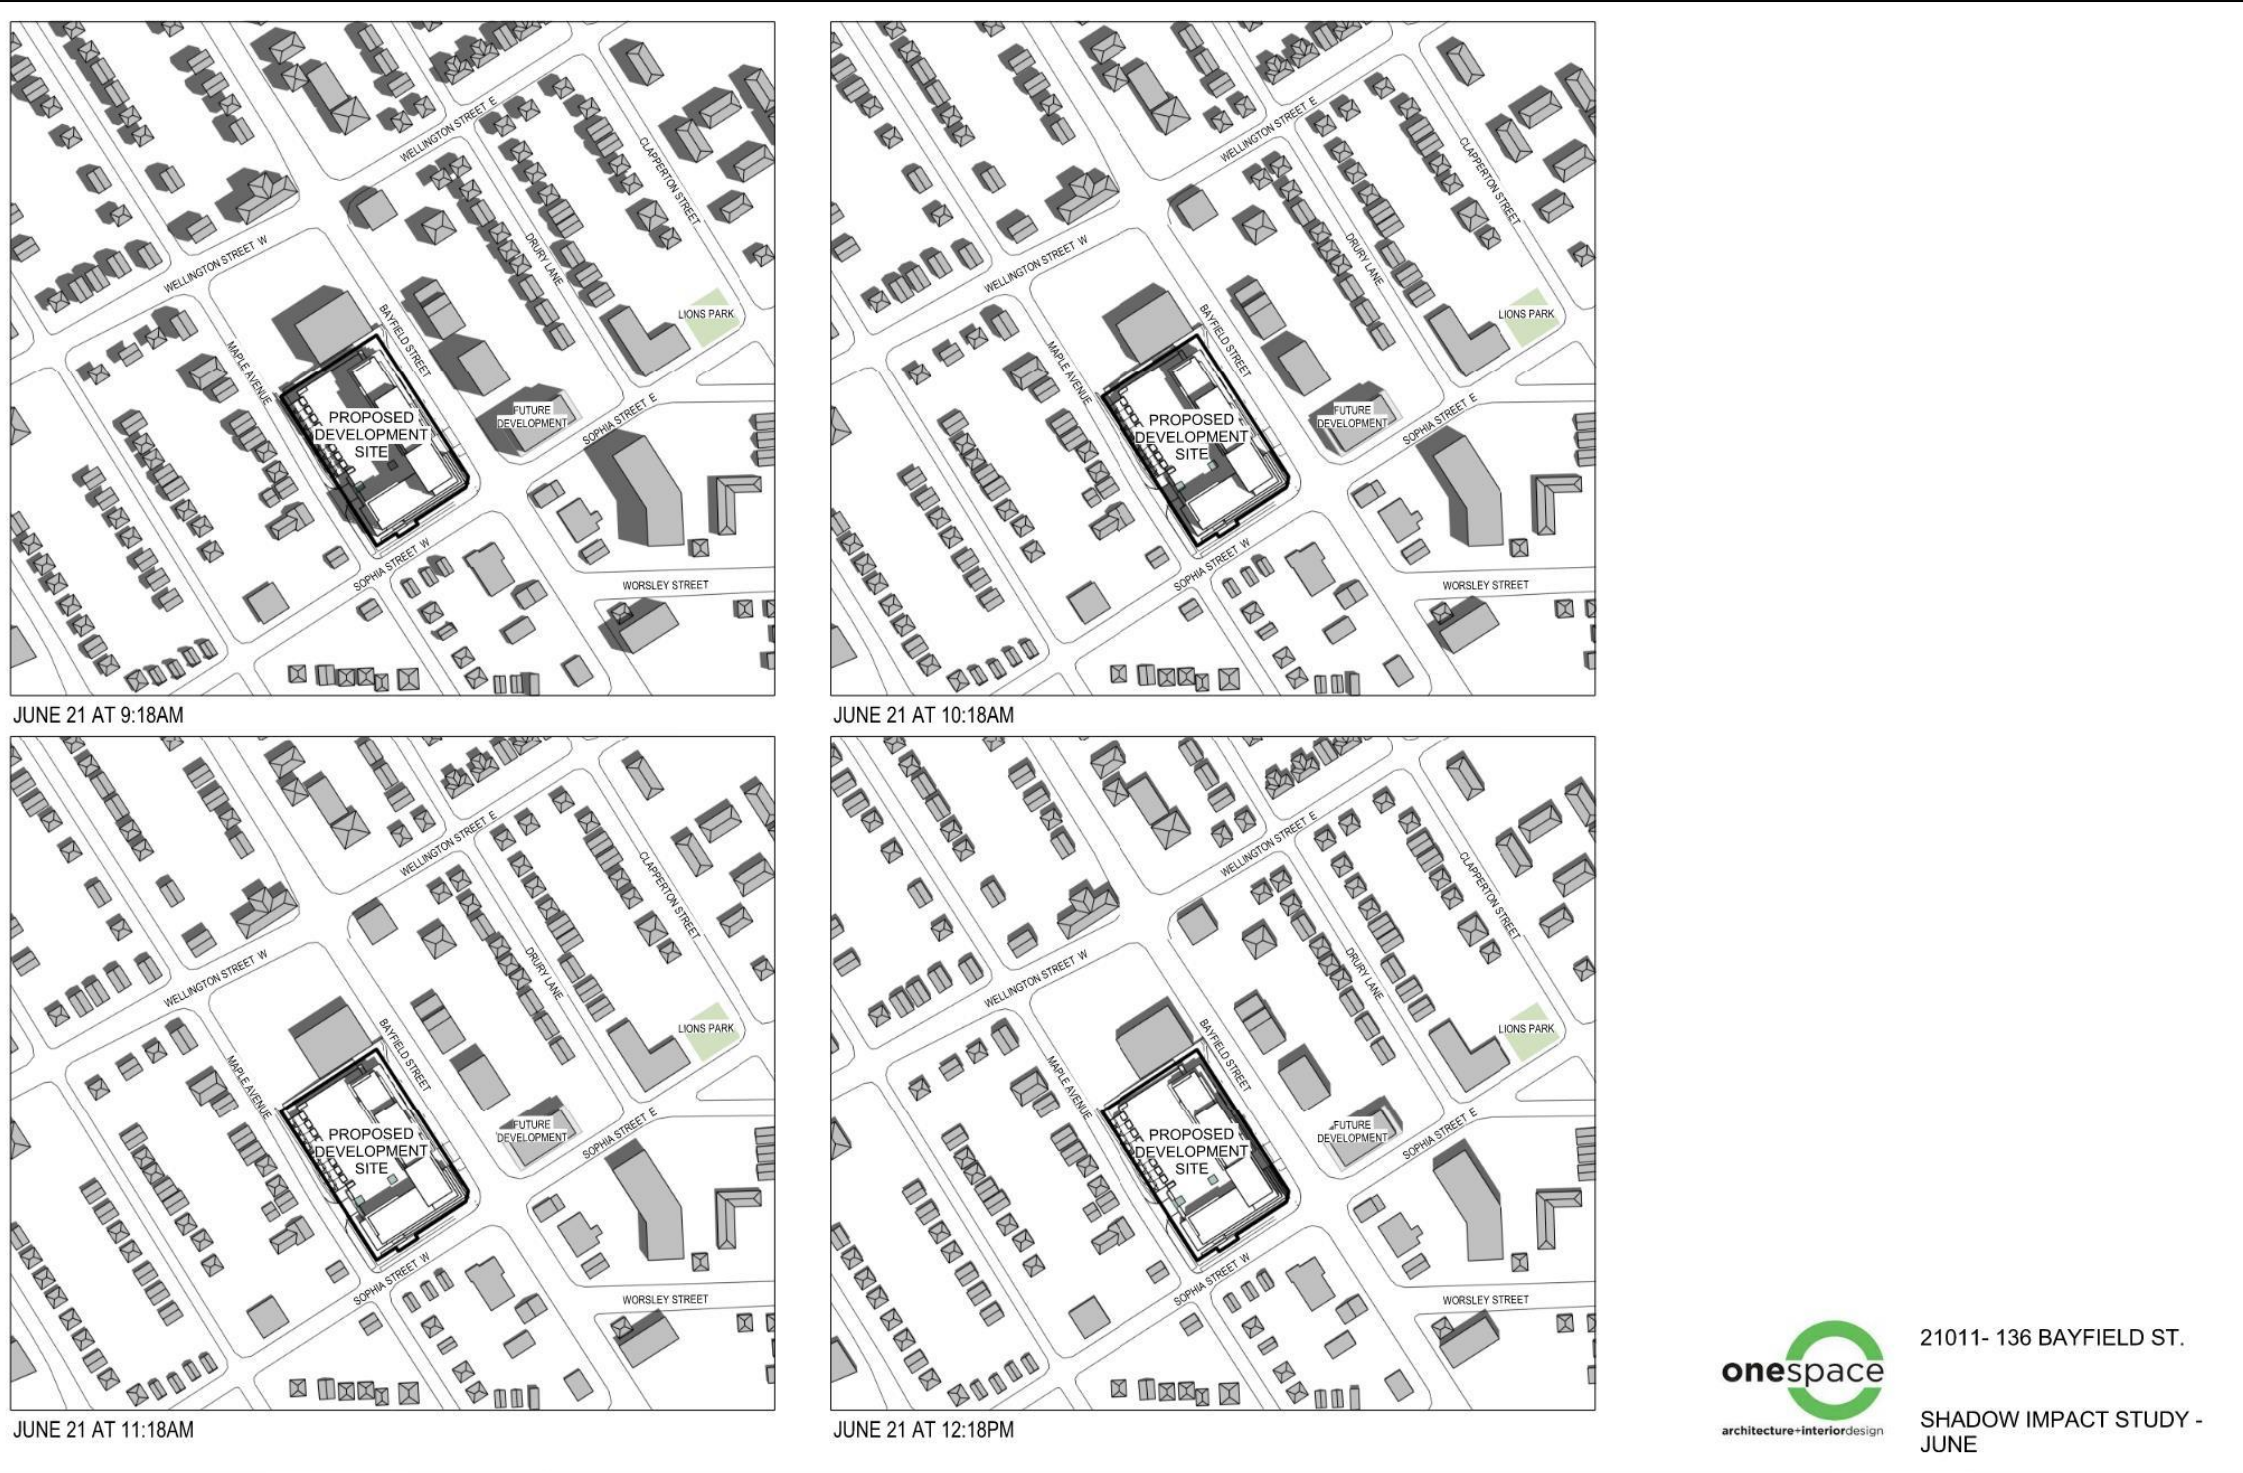 WELLINGTON STREET E
CLAPPERTON STREET
WELLINGTON STREET W
DRURY LANE
BAYFIELD STREET
LIONS PARK
MAPLE AVENUE
PROPOSED
DEVELOPMENT
SITE
FUTURE
DEVELOPMENT
SOPHIA STREET E
SOPHIA STREET W
WORSLEY STREET
JUNE 21 AT 9:18AM
WELLINGTON STREET E
CLAPPERTON STREET
WELLINGTON STREET W
DRURY LANE
BAYFIELD STREET
LIONS PARK
MAPLE AVENUE
PROPOSED
DEVELOPMENT
SITE
FUTURE
DEVELOPMENT
SOPHIA STREET E
SOPHIA STREET W
WORSLEY STREET
JUNE 21 AT 10:18AM
WELLINGTON STREET E
CLAPPERTON STREET
WELLINGTON STREET W
DRURY LANE
BAYFIELD STREET
LIONS PARK
MAPLE AVENUE
PROPOSED
DEVELOPMENT
SITE
FUTURE
DEVELOPMENT
SOPHIA STREET E
SOPHIA STREET W
WORSLEY STREET
JUNE 21 AT 11:18AM
WELLINGTON STREET E
CLAPPERTON STREET
WELLINGTON STREET W
DRURY LANE
BAYFIELD STREET
LIONS PARK
MAPLE AVENUE
PROPOSED
DEVELOPMENT
SITE
FUTURE
DEVELOPMENT
SOPHIA STREET E
SOPHIA STREET W
WORSLEY STREET
JUNE 21 AT 12:18PM
onespace
architecture+interiordesign
21011- 136 BAYFIELD ST.
SHADOW IMPACT STUDY -
JUNE